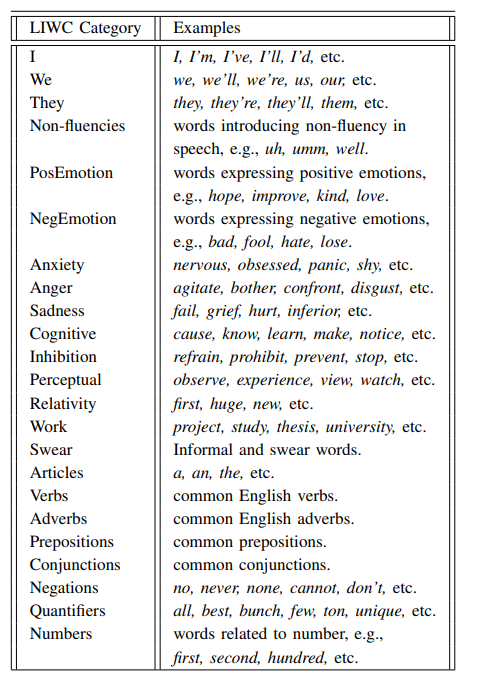 LIWC Category Examples
I I, I'm, I've, I'll, I'd, etc.
We we, we'll, we're, us, our, etc.
They they, they're, they'll, them, etc.
Non-fluencies words introducing non-fluency in
speech, e.g., uh, umm, well.
PosEmotion words expressing positive emotions,
e.g., hope, improve, kind, love.
NegEmotion words expressing negative emotions,
e.g., bad, fool, hate, lose.
Anxiety nervous, obsessed, panic, shy, etc.
Anger agitate, bother, confront, disgust, etc.
Sadness fail, grief, hurt, inferior, etc.
Cognitive cause, know, learn, make, notice, etc.
Inhibition refrain, prohibit, prevent, stop, etc.
Perceptual observe, experience, view, watch, etc.
Relativity first, huge, new, etc.
Work project, study, thesis, university, etc.
Swear Informal and swear words.
Articles a, an, the, etc.
Verbs common English verbs.
Adverbs common English adverbs.
Prepositions common prepositions.
Conjunctions common conjunctions.
Negations no, never, none, cannot, don't, etc.
Quantifiers all, best, bunch, few, ton, unique, etc.
Numbers words related to number, e.g.,
first, second, hundred, etc.